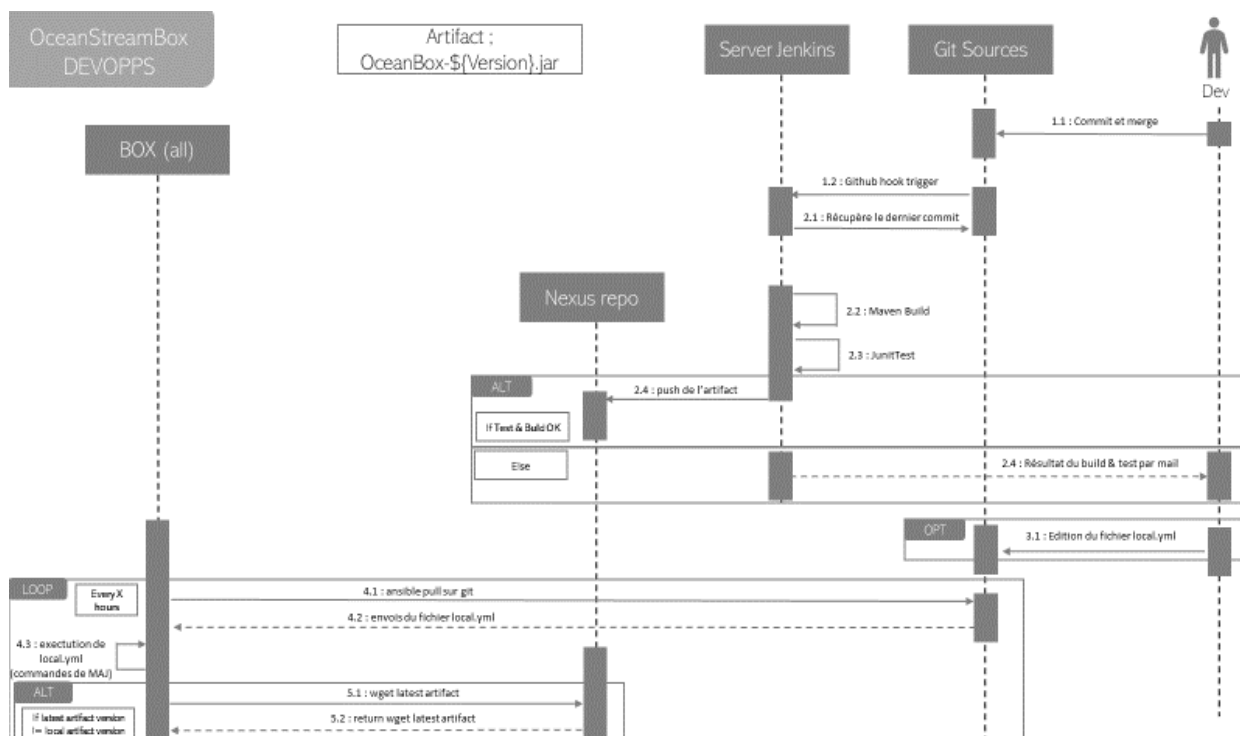 OceanStreamBox
DEVOPPS
Artifact :
OceanBox-${Version}.jar
Server Jenkins
Git Sources
Dev
1.1 : Commit et merge
BOX (all)
1.2 : Github hook trigger
2.1 : Récupère le dernier commit
Nexus repo
2.2 : Maven Build
2.3 : JunitTest
ALT
2.4 : push de l'artifact
If Test & Buld OK
Else
2.4 : Résultat du build & test par mail
OPT
3.1 : Edition du fichier local.yml
LOOP
Every X
hours
4.1 : ansible pull sur git
4.2 : envois du fichier local.yml
4.3 : exectution de
local.yml
(commandes de MAJ)
ALT
5.1 : wget latest artifact
If latest artifact version
!= local artifact version
5.2 : return wget latest artifact